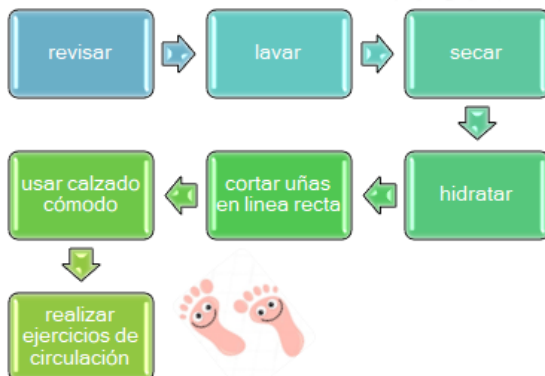 revisar
lavar
secar
hidratar
cortar uñas
en linea recta
usar calzado
cómodo
realizar
ejercicios de
circulación